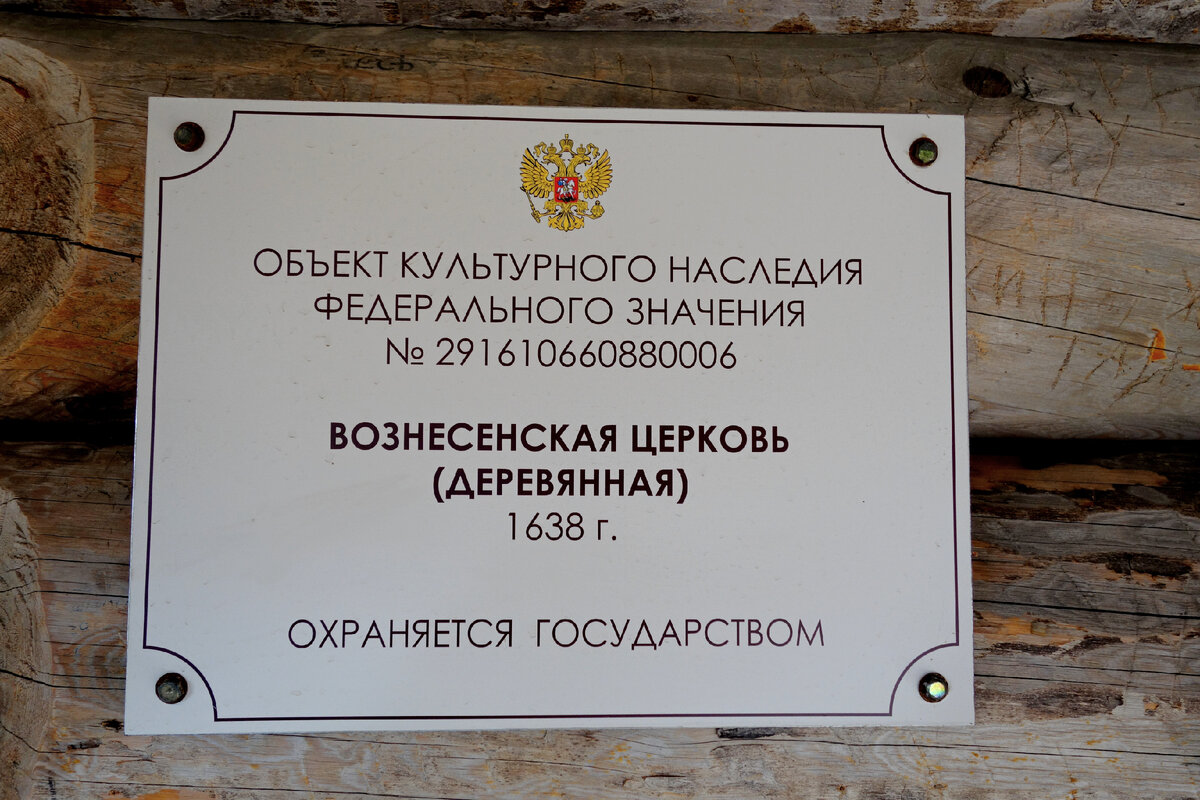 ОБЪЕКТ КУЛЬТУРНОГО НАСЛЕДИЯ
ФЕДЕРАЛЬНОГО ЗНАЧЕНИЯ
№ 291610660880006
ВОЗНЕСЕНСКАЯ ЦЕРКОВЬ
(ДЕРЕВЯННАЯ)
1638 г.
ОХРАНЯЕТСЯ ГОСУДАРСТВОМ